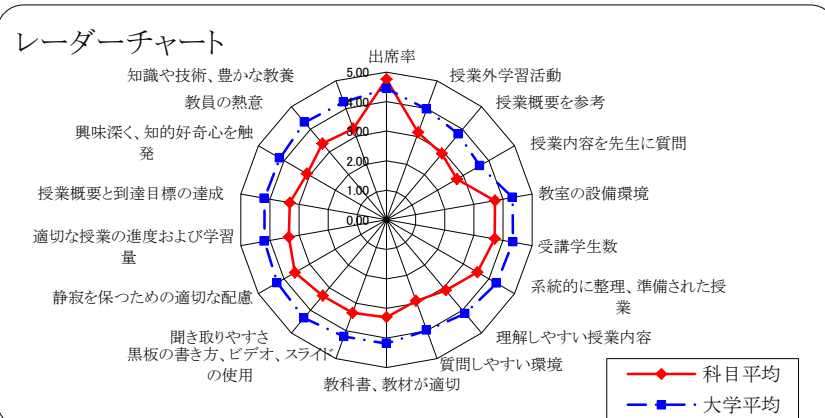 レーダーチャート
出席率
授業外学習活動
授業概要を参考
授業内容を先生に質問
教室の設備環境
受講学生数
系統的に整理、準備された授
業
理解しやすい授業内容
質問しやすい環境
教科書、教材が適切
黒板の書き方、ビデオ、スライド
の使用
聞き取りやすさ
静寂を保つための適切な配慮
適切な授業の進度および学習
量
授業概要と到達目標の達成
興味深く、知的好奇心を触
発
教員の熱意
知識や技術、豊かな教養
5.00
4.00
3.00
2.00
1.00
0.00
科目平均
大学平均